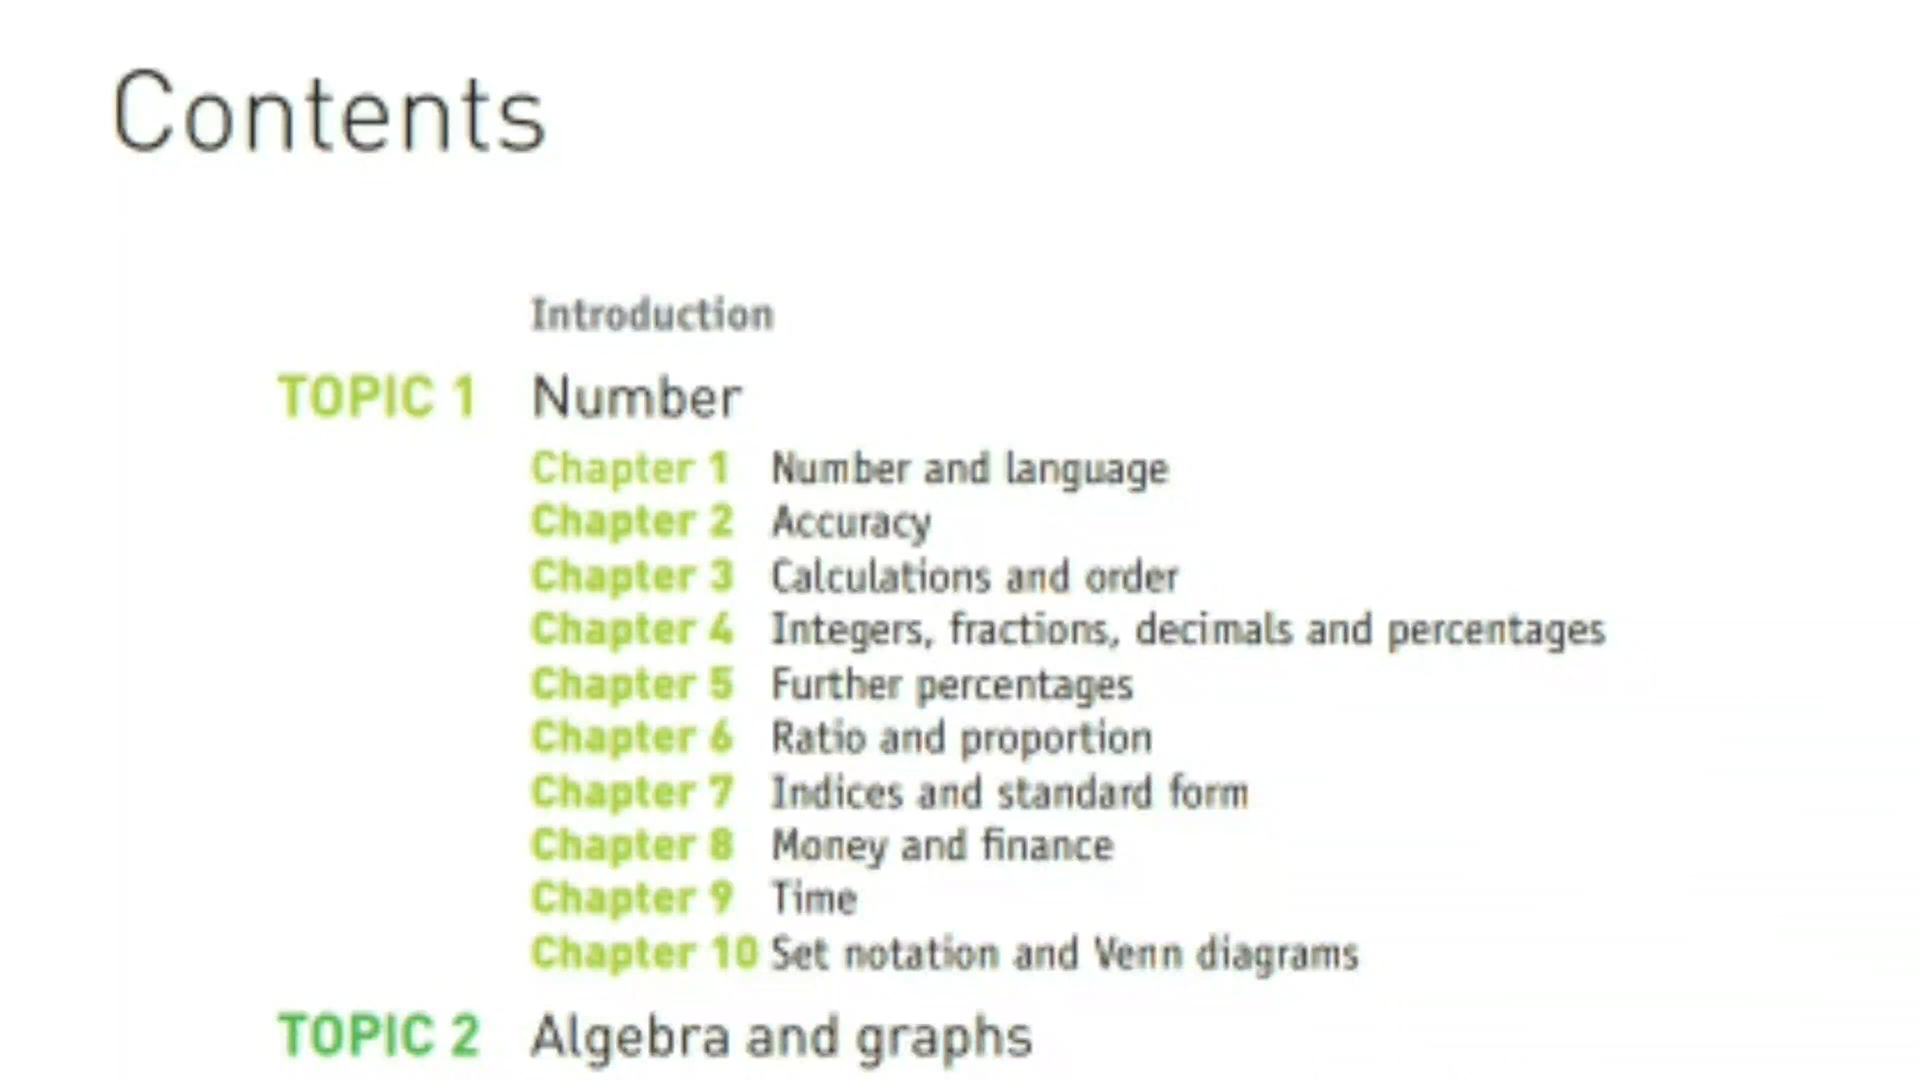 Contents
Introduction
TOPIC 1 Number
Chapter 1 Number and language
Chapter 2 Accuracy
Chapter 3 Calculations and order
Chapter 4 Integers, fractions, decimals and percentages
Chapter 5 Further percentages
Chapter 6 Ratio and proportion
Chapter 7 Indices and standard form
Chapter 8 Money and finance
Chapter 9 Time
Chapter 10 Set notation and Venn diagrams
TOPIC 2 Algebra and graphs